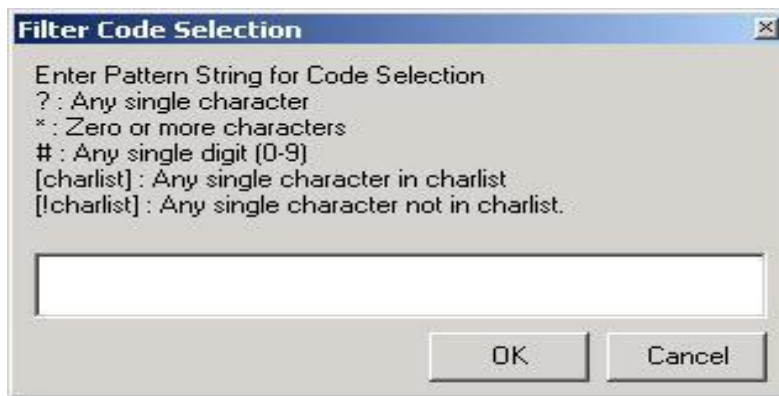 Filter Code Selection
Enter Pattern String for Code Selection
? : Any single character
* : Zero or more characters
# : Any single digit (0-9)
[charlist] : Any single character in charlist
[!charlist] : Any single character not in charlist.
OK Cancel